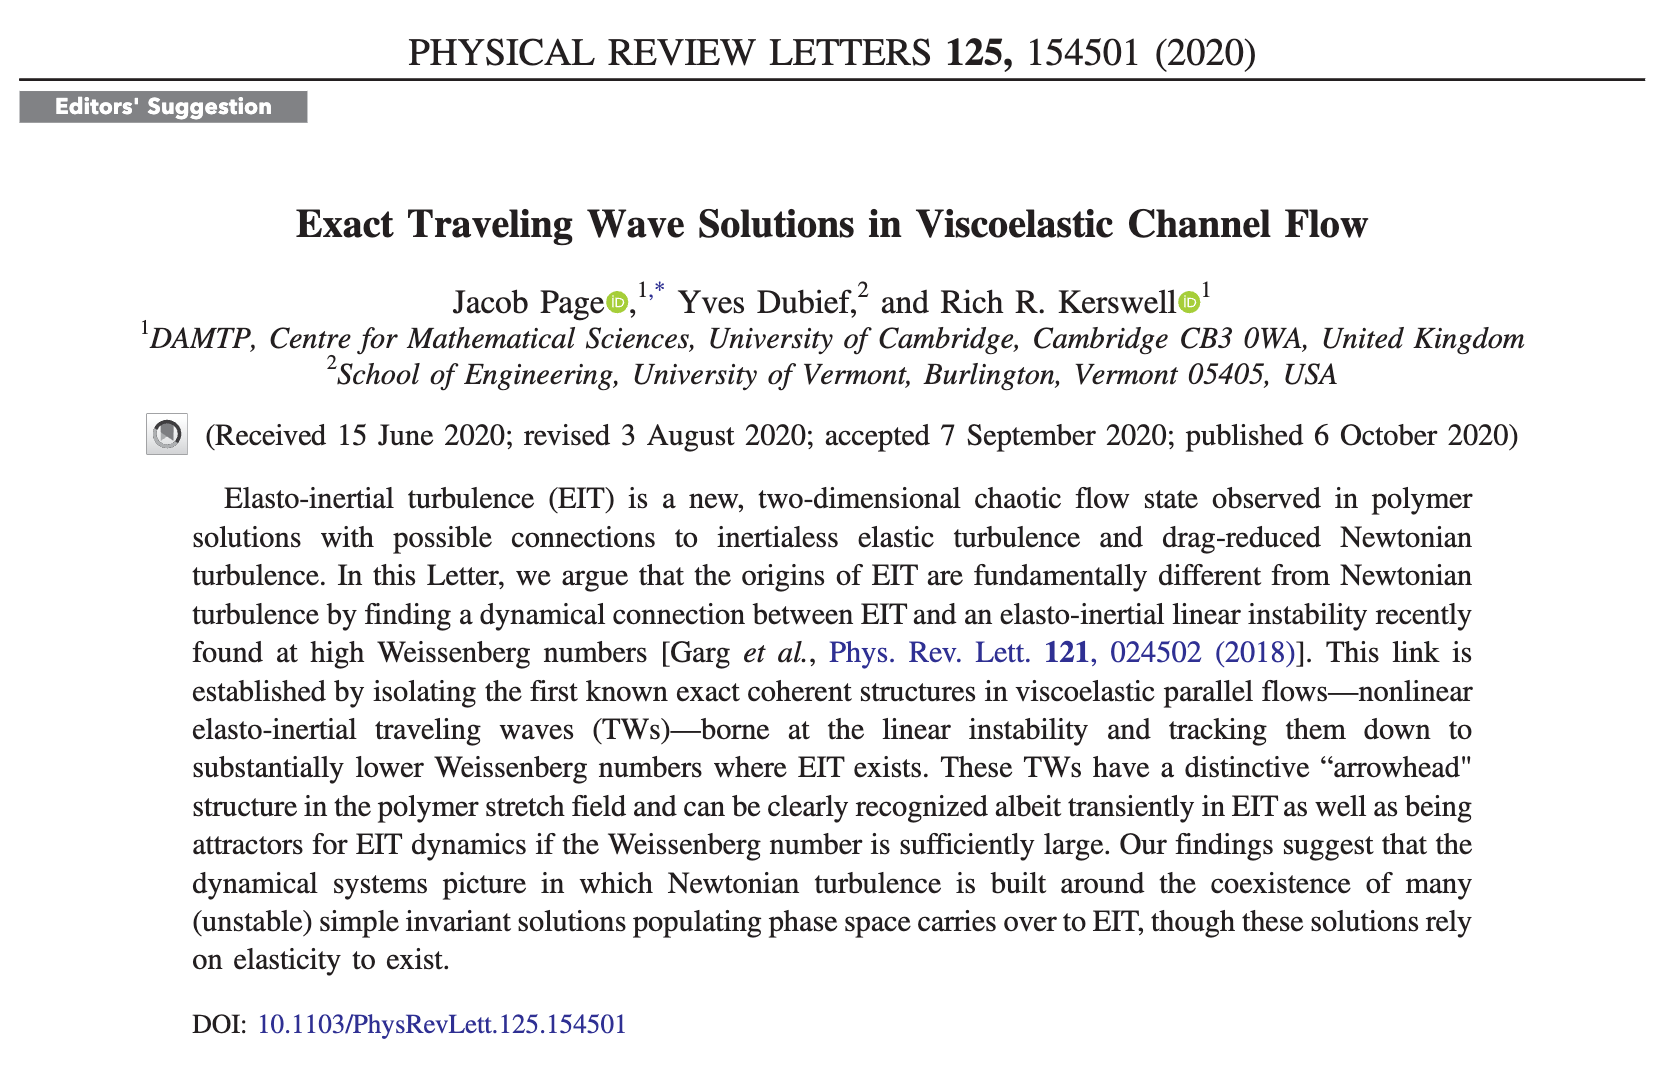 PHYSICAL REVIEW LETTERS 125, 154501 (2020)
Editors' Suggestion
Exact Traveling Wave Solutions in Viscoelastic Channel Flow
Jacob Page iD,1,* Yves Dubief,2 and Rich R. Kerswell iD1
1DAMTP, Centre for Mathematical Sciences, University of Cambridge, Cambridge CB3 0WA, United Kingdom
2School of Engineering, University of Vermont, Burlington, Vermont 05405, USA
(Received 15 June 2020; revised 3 August 2020; accepted 7 September 2020; published 6 October 2020)
Elasto-inertial turbulence (EIT) is a new, two-dimensional chaotic flow state observed in polymer
solutions with possible connections to inertialess elastic turbulence and drag-reduced Newtonian
turbulence. In this Letter, we argue that the origins of EIT are fundamentally different from Newtonian
turbulence by finding a dynamical connection between EIT and an elasto-inertial linear instability recently
found at high Weissenberg numbers [Garg et al., Phys. Rev. Lett. 121, 024502 (2018)]. This link is
established by isolating the first known exact coherent structures in viscoelastic parallel flows—nonlinear
elasto-inertial traveling waves (TWs)—borne at the linear instability and tracking them down to
substantially lower Weissenberg numbers where EIT exists. These TWs have a distinctive “arrowhead"
structure in the polymer stretch field and can be clearly recognized albeit transiently in EIT as well as being
attractors for EIT dynamics if the Weissenberg number is sufficiently large. Our findings suggest that the
dynamical systems picture in which Newtonian turbulence is built around the coexistence of many
(unstable) simple invariant solutions populating phase space carries over to EIT, though these solutions rely
on elasticity to exist.
DOI: 10.1103/PhysRevLett.125.154501